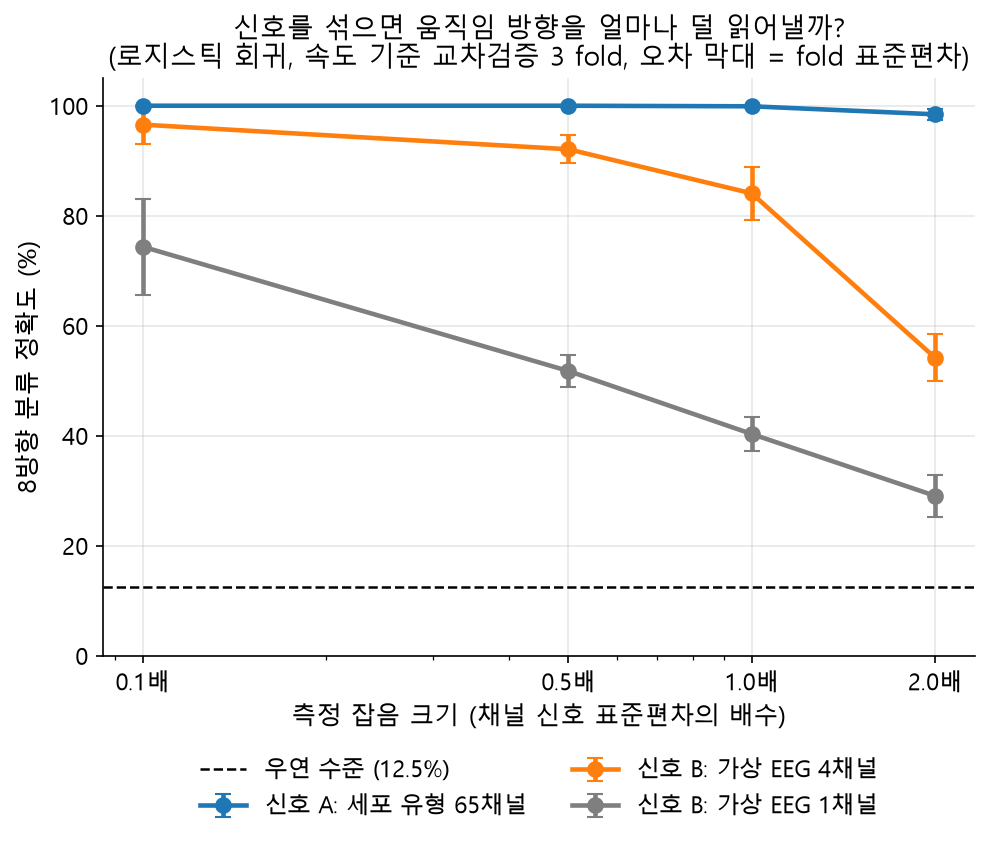 신호를 섞으면 움직임 방향을 얼마나 덜 읽어낼까?
(로지스틱 회귀, 속도 기준 교차검증 3 fold, 오차 막대 = fold 표준편차)
8방향 분류 정확도 (%)
100
80
60
40
20
0
0.1배 0.5배 1.0배 2.0배
측정 잡음 크기 (채널 신호 표준편차의 배수)
우연 수준 (12.5%)
신호 A: 세포 유형 65채널
신호 B: 가상 EEG 4채널
신호 B: 가상 EEG 1채널